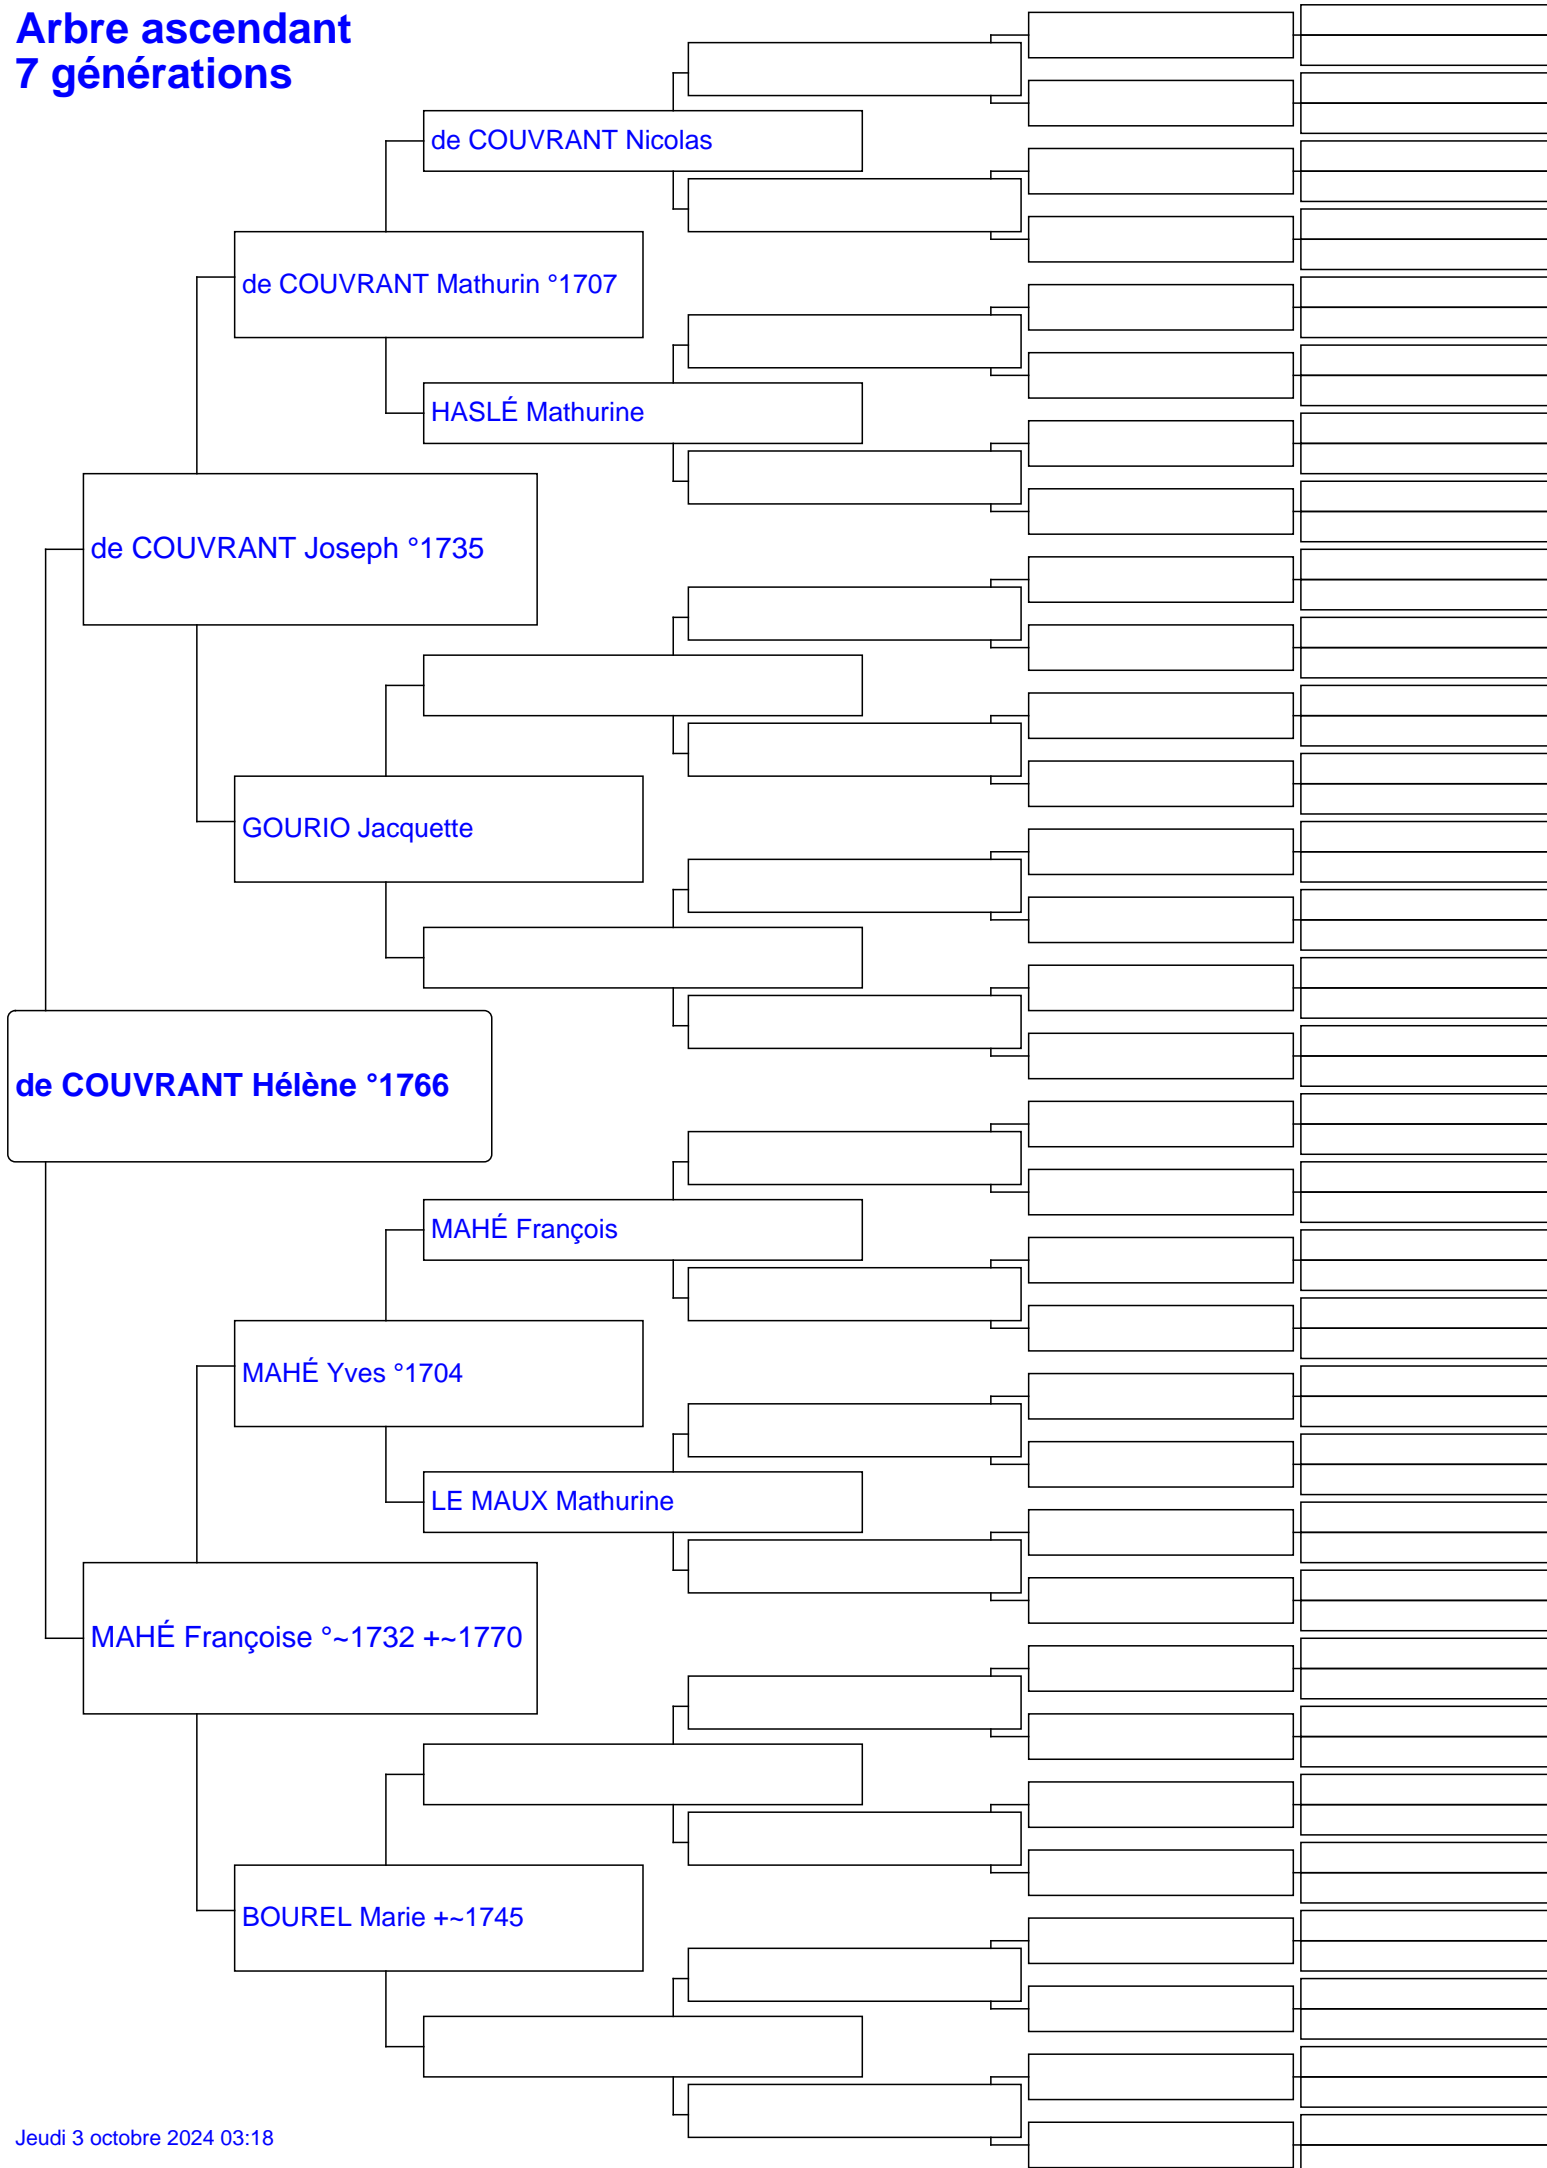 Arbre ascendant
7 générations
de COUVRANT Nicolas
de COUVRANT Mathurin °1707
HASLÉ Mathurine
de COUVRANT Joseph °1735
GOURIO Jacquette
de COUVRANT Hélène °1766
MAHÉ François
MAHÉ Yves °1704
LE MAUX Mathurine
MAHÉ Françoise °~1732 +~1770
BOUREL Marie +~1745
Jeudi 3 octobre 2024 03:18